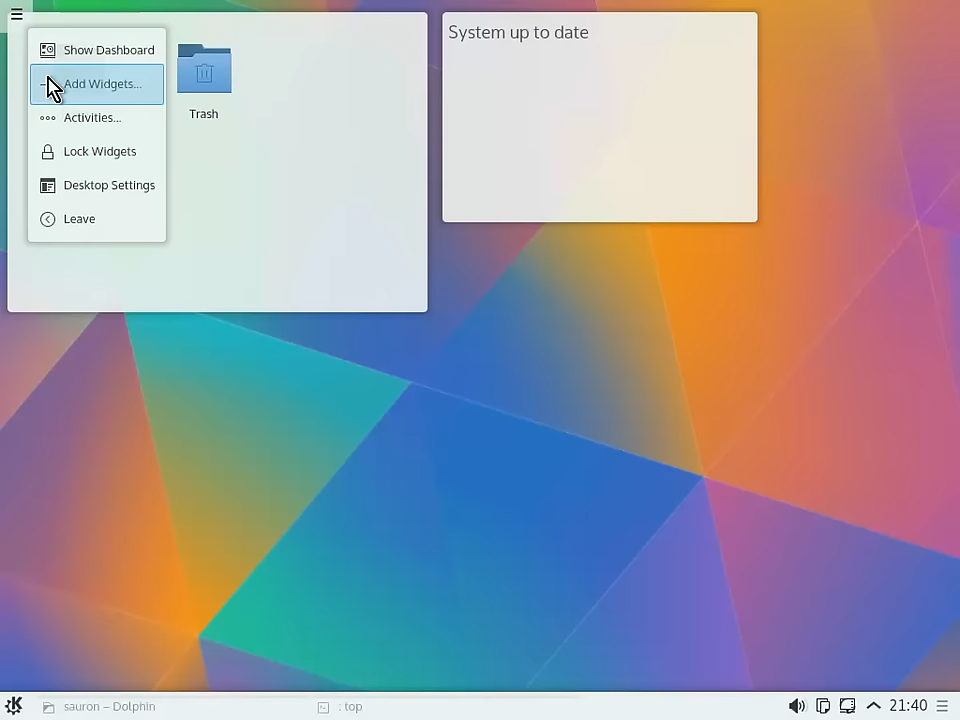 Show Dashboard
Add Widgets...
Activities...
Lock Widgets
Desktop Settings
Leave
Trash
System up to date
sauron – Dolphin
: top
21:40